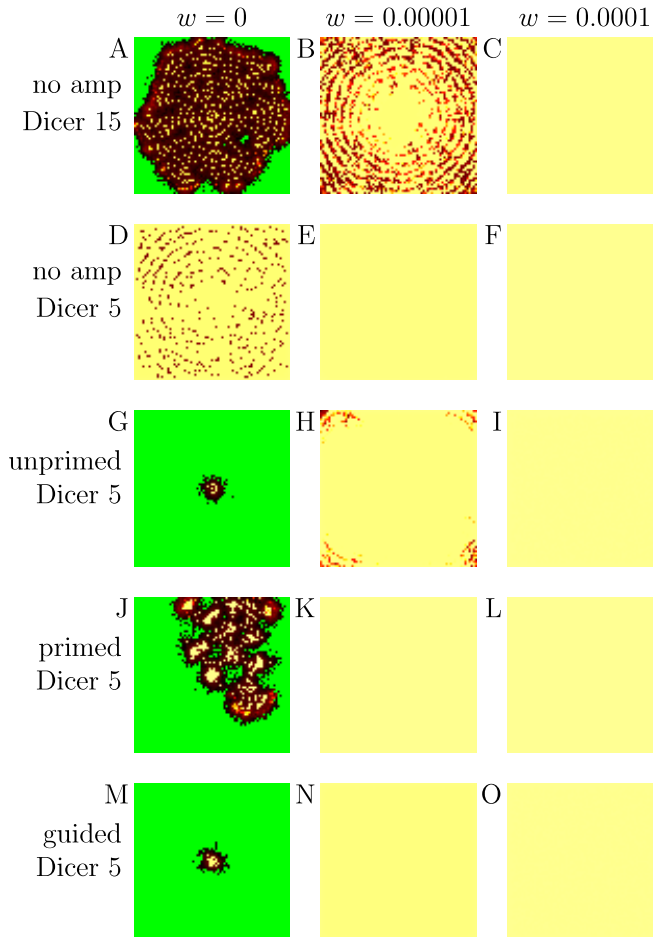 w = 0 w = 0.00001 w = 0.0001
A B C
no amp
Dicer 15
D E F
no amp
Dicer 5
G H I
unprimed
Dicer 5
J K L
primed
Dicer 5
M N O
guided
Dicer 5